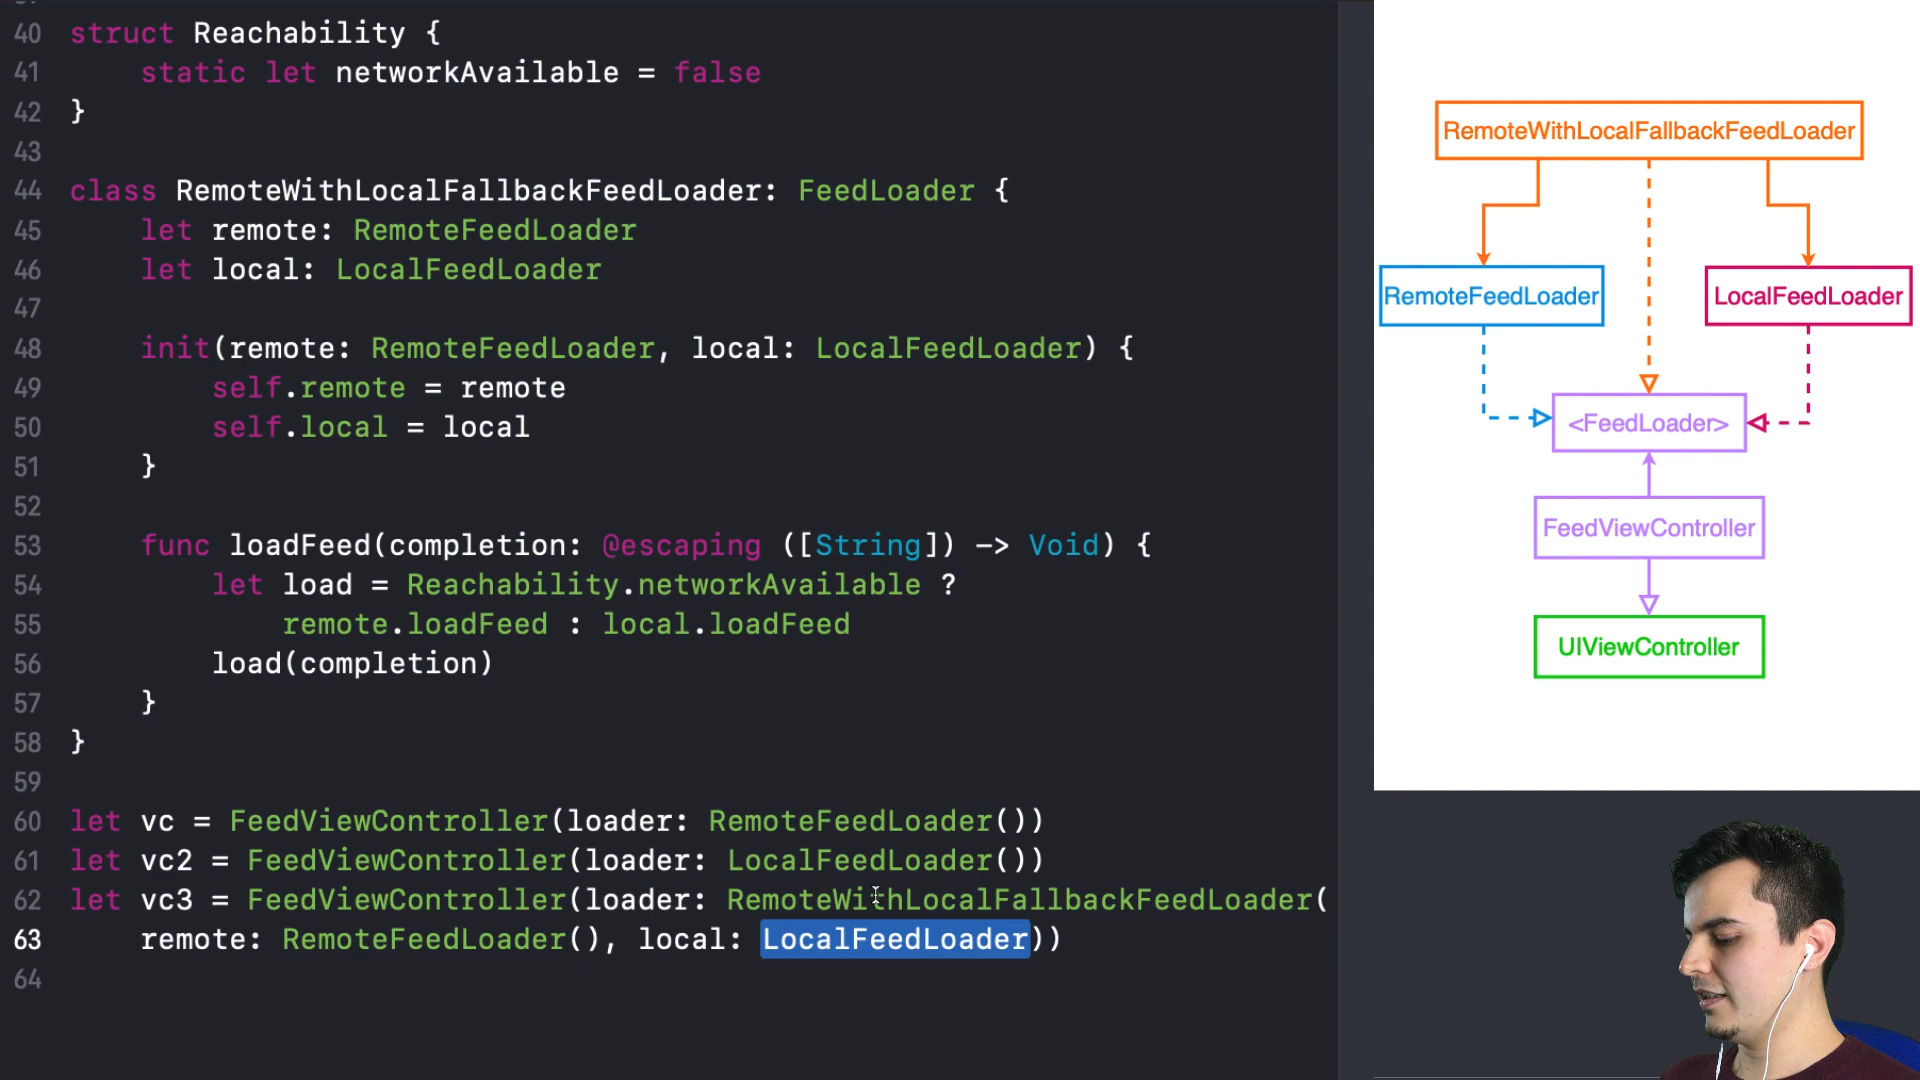 40 struct Reachability {
41 static let networkAvailable = false
42 }
43
44 class RemoteWithLocalFallbackFeedLoader: FeedLoader {
45 let remote: RemoteFeedLoader
46 let local: LocalFeedLoader
47
48 init(remote: RemoteFeedLoader, local: LocalFeedLoader) {
49 self.remote = remote
50 self.local = local
51 }
52
53 func loadFeed(completion: @escaping ([String]) -> Void) {
54 let load = Reachability.networkAvailable ?
55 remote.loadFeed : local.loadFeed
56 load(completion)
57 }
58 }
59
60 let vc = FeedViewController(loader: RemoteFeedLoader())
61 let vc2 = FeedViewController(loader: LocalFeedLoader())
62 let vc3 = FeedViewController(loader: RemoteWithLocalFallbackFeedLoader(
63 remote: RemoteFeedLoader(), local: LocalFeedLoader))
64
RemoteWithLocalFallbackFeedLoader
RemoteFeedLoader
LocalFeedLoader
<FeedLoader>
FeedViewController
UIViewController